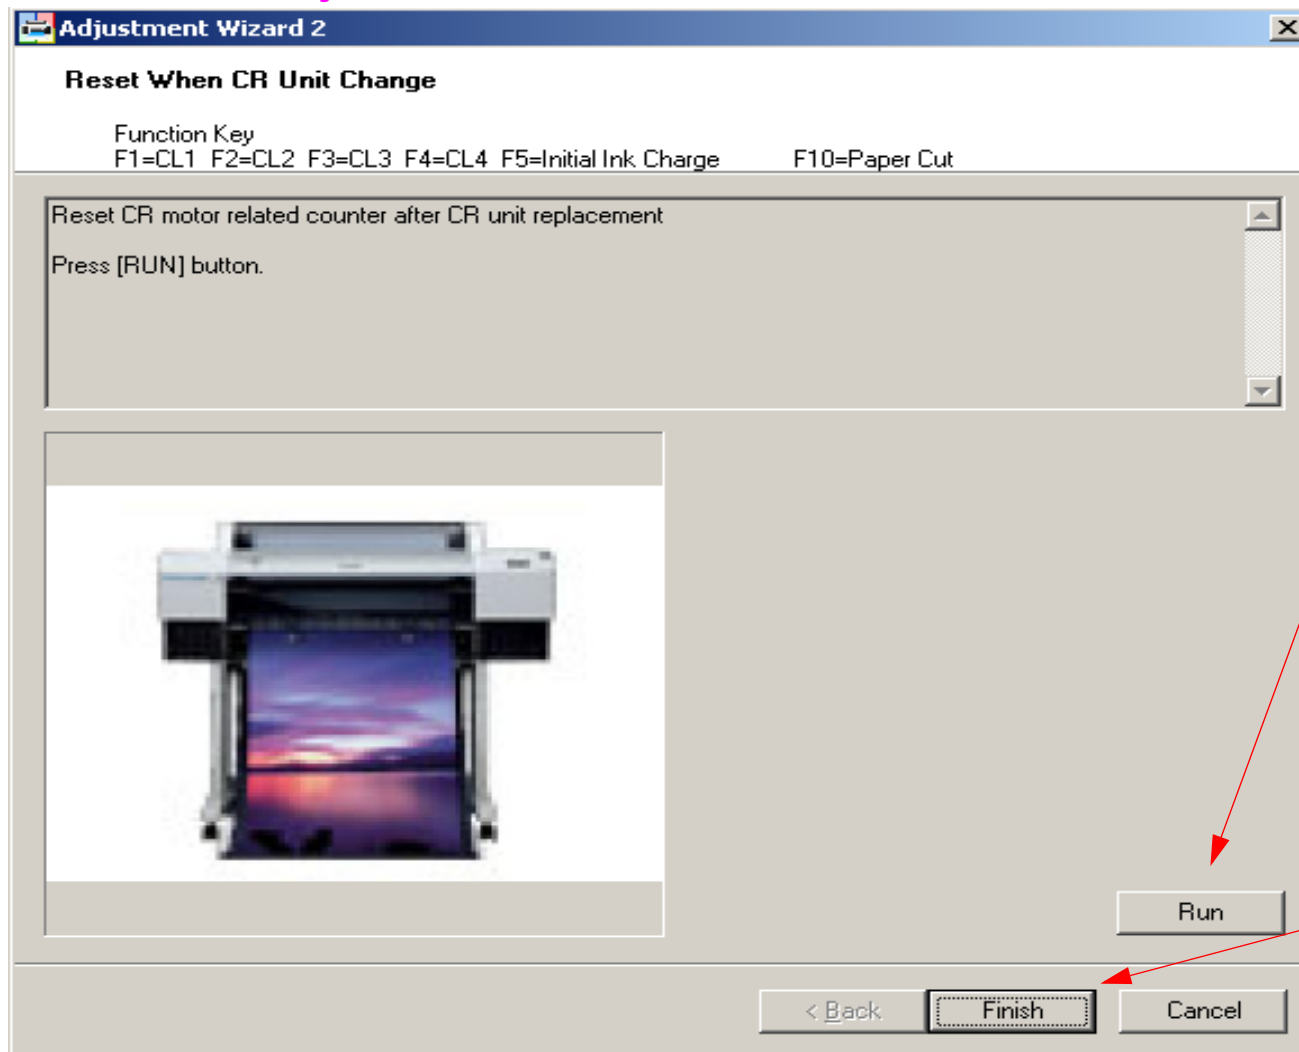 Adjustment Wizard 2
Reset When CR Unit Change
Function Key
F1=CL1 F2=CL2 F3=CL3 F4=CL4 F5=Initial Ink Charge F10=Paper Cut
Reset CR motor related counter after CR unit replacement
Press [RUN] button.
Run
< Back Finish Cancel